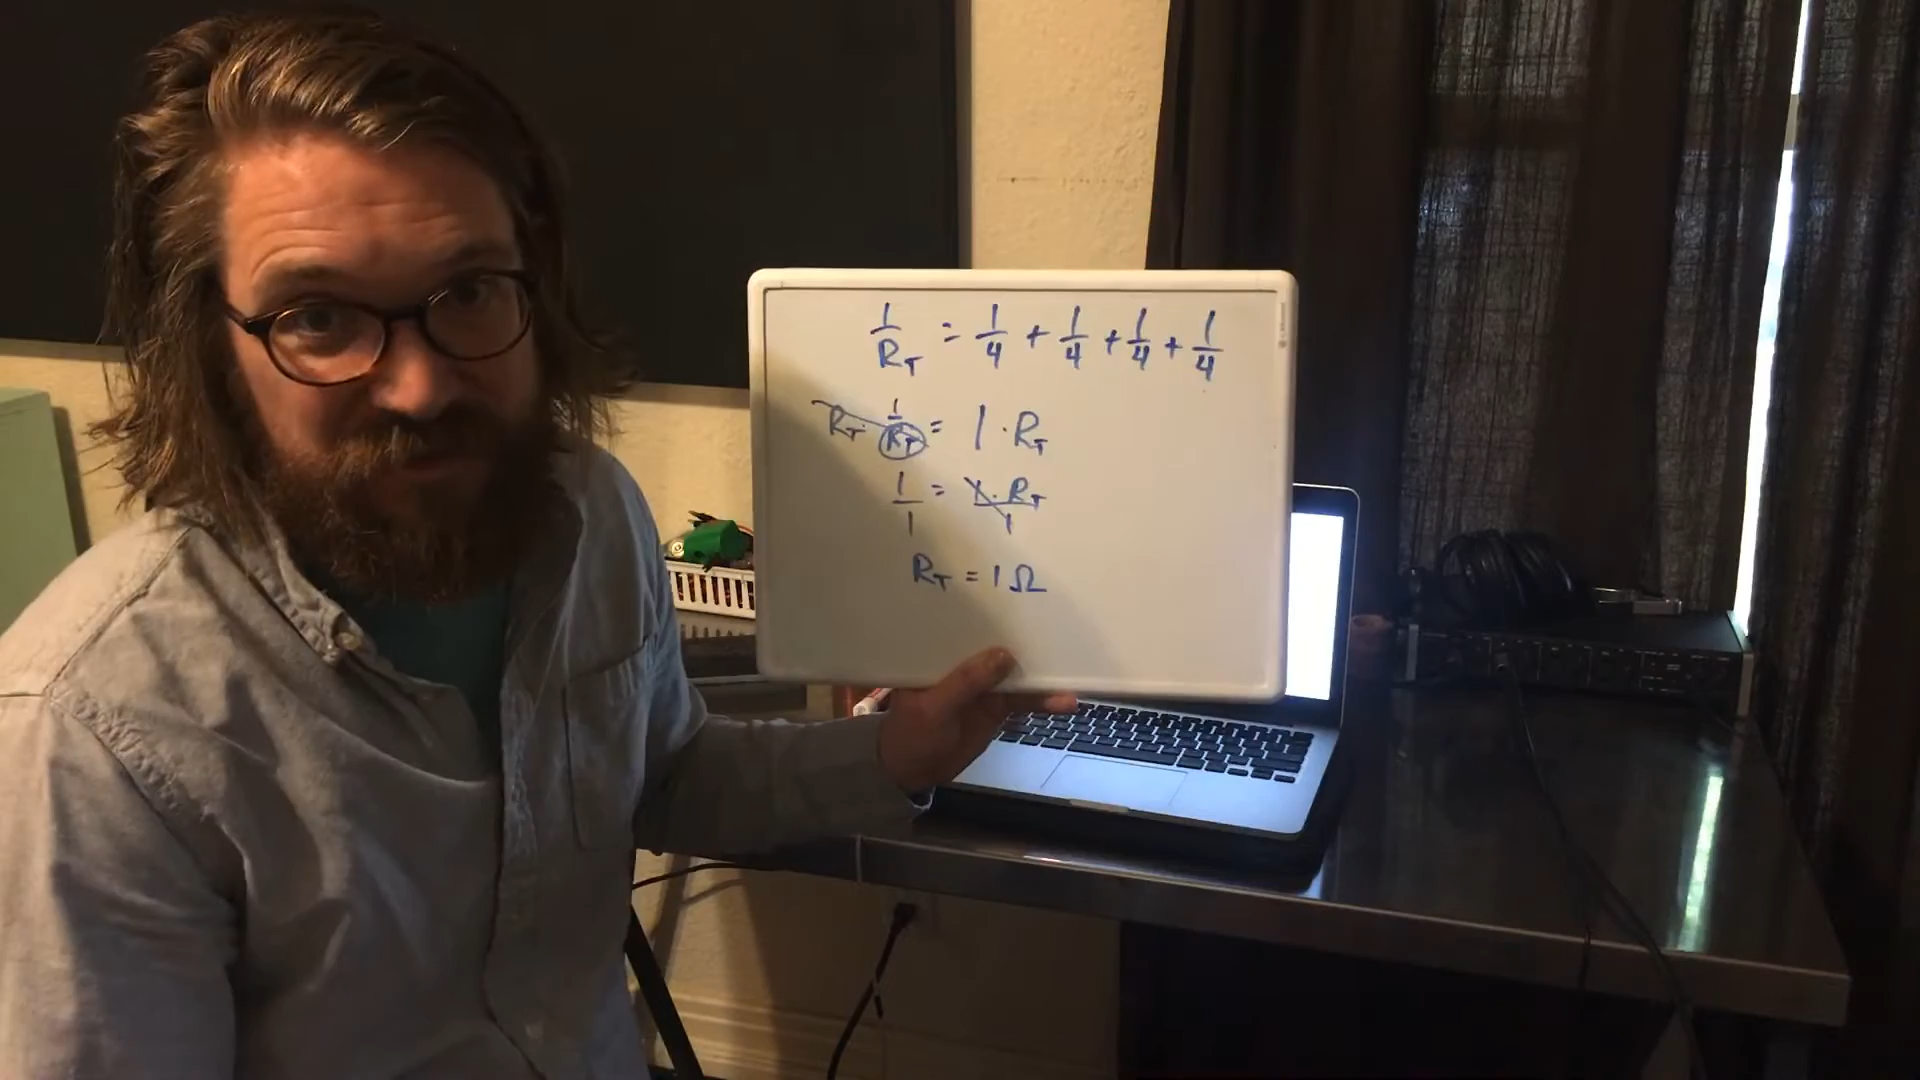 1/R_T = 1/4 + 1/4 + 1/4 + 1/4
R_T · 1/R_T = 1 · R_T
1/1 = 1 · R_T/1
R_T = 1 Ω